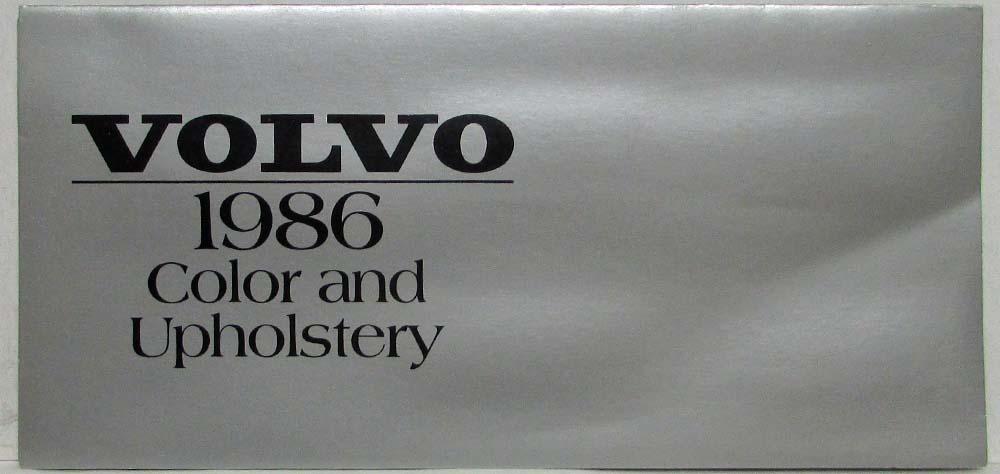 VOLVO
1986
Color and
Upholstery